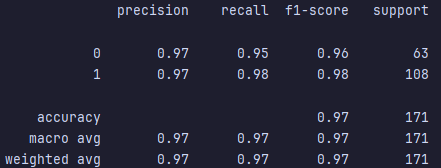 precision recall f1-score support
0 0.97 0.95 0.96 63
1 0.97 0.98 0.98 108
accuracy 0.97 171
macro avg 0.97 0.97 0.97 171
weighted avg 0.97 0.97 0.97 171